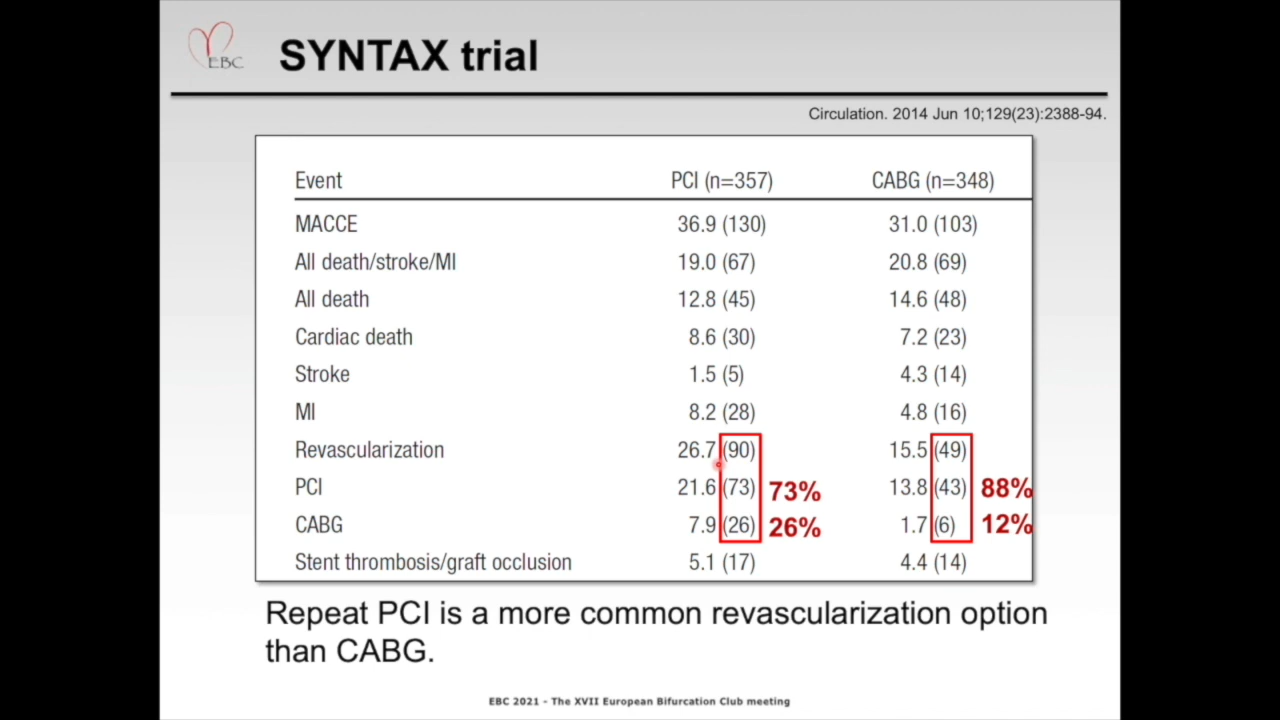 EBC
SYNTAX trial
Circulation. 2014 Jun 10;129(23):2388-94.
Event PCI (n=357) CABG (n=348)
MACCE 36.9 (130) 31.0 (103)
All death/stroke/MI 19.0 (67) 20.8 (69)
All death 12.8 (45) 14.6 (48)
Cardiac death 8.6 (30) 7.2 (23)
Stroke 1.5 (5) 4.3 (14)
MI 8.2 (28) 4.8 (16)
Revascularization 26.7 (90) 15.5 (49)
PCI 21.6 (73) 73% 13.8 (43) 88%
CABG 7.9 (26) 26% 1.7 (6) 12%
Stent thrombosis/graft occlusion 5.1 (17) 4.4 (14)
Repeat PCI is a more common revascularization option
than CABG.
EBC 2021 - The XVII European Bifurcation Club meeting